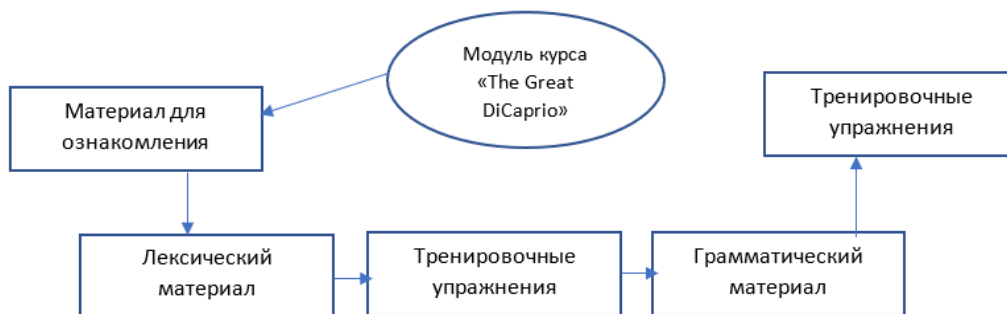 Модуль курса
«The Great
DiCaprio»
Материал для
ознакомления
Лексический
материал
Тренировочные
упражнения
Грамматический
материал
Тренировочные
упражнения